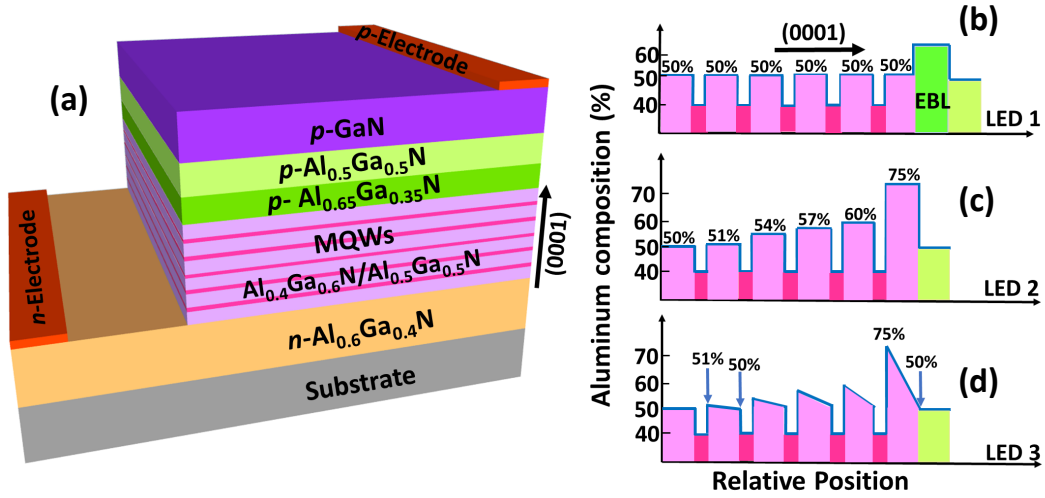 (a)
p-Electrode
p-GaN
p-Al0.5Ga0.5N
p- Al0.65Ga0.35N
MQWs
Al0.4Ga0.6N/Al0.5Ga0.5N
(0001)
n-Electrode
n-Al0.6Ga0.4N
Substrate
Aluminum composition (%)
(b)
(0001)
60
50
40
50% 50% 50% 50% 50% 50%
EBL
LED 1
(c)
70
60
50
40
50% 51% 54% 57% 60% 75%
LED 2
(d)
70
60
50
40
51% 50% 75% 50%
LED 3
Relative Position